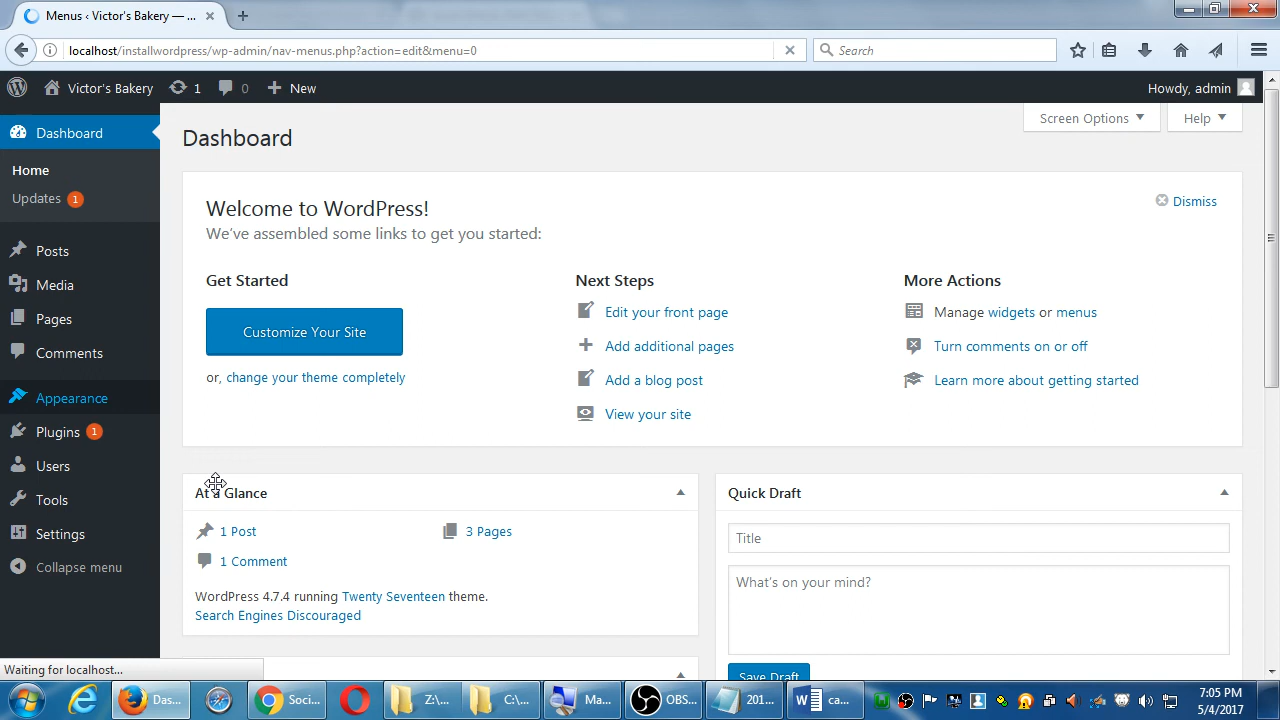 Menus ‹ Victor's Bakery — ...
localhost/installwordpress/wp-admin/nav-menus.php?action=edit&menu=0
Search
Victor's Bakery
1
0
New
Howdy, admin
Dashboard
Home
Updates 1
Posts
Media
Pages
Comments
Appearance
Plugins 1
Users
Tools
Settings
Collapse menu
Dashboard
Screen Options
Help
Welcome to WordPress!
Dismiss
We've assembled some links to get you started:
Get Started
Customize Your Site
or, change your theme completely
Next Steps
Edit your front page
Add additional pages
Add a blog post
View your site
More Actions
Manage widgets or menus
Turn comments on or off
Learn more about getting started
At a Glance
1 Post
3 Pages
1 Comment
WordPress 4.7.4 running Twenty Seventeen theme.
Search Engines Discouraged
Quick Draft
Title
What's on your mind?
Save Draft
Waiting for localhost...
Das...
Soci...
Z:\...
C:\...
Ma...
OBS...
201...
ca...
7:05 PM
5/4/2017